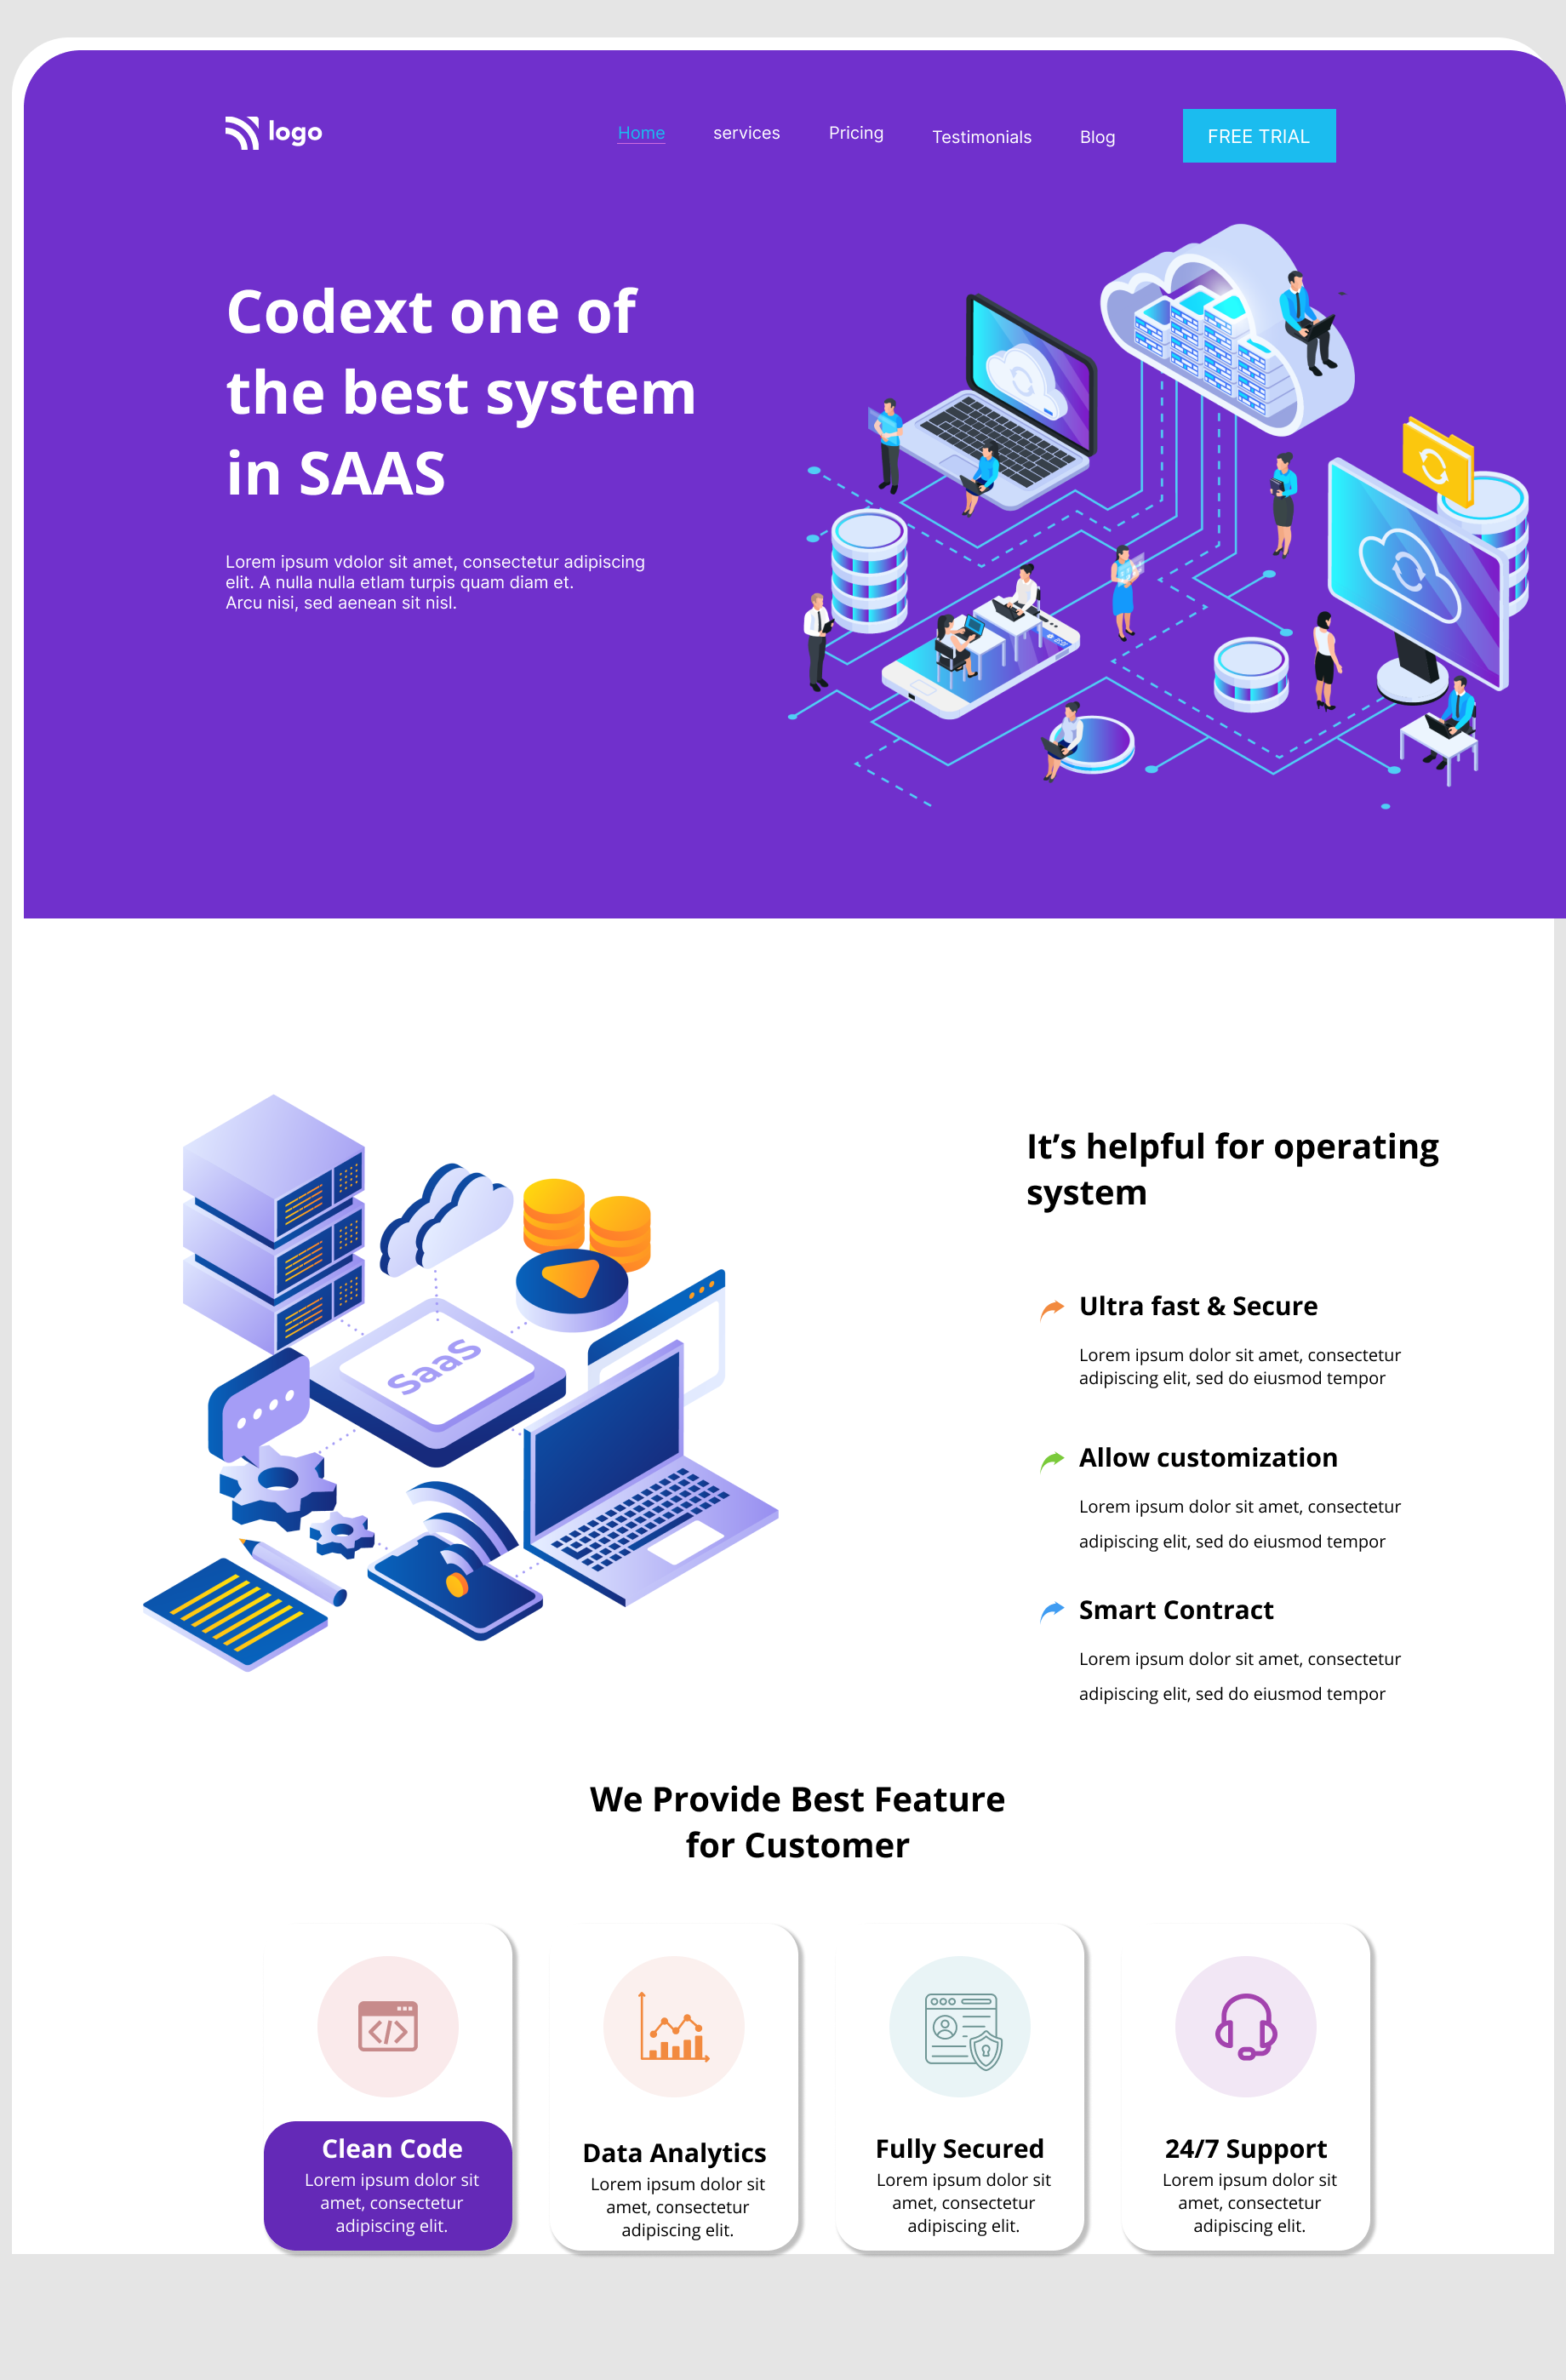 logo
Home services Pricing Testimonials Blog FREE TRIAL
Codext one of
the best system
in SAAS
Lorem ipsum vdolor sit amet, consectetur adipiscing
elit. A nulla nulla etlam turpis quam diam et.
Arcu nisi, sed aenean sit nisl.
SaaS
It’s helpful for operating
system
Ultra fast & Secure
Lorem ipsum dolor sit amet, consectetur
adipiscing elit, sed do eiusmod tempor
Allow customization
Lorem ipsum dolor sit amet, consectetur
adipiscing elit, sed do eiusmod tempor
Smart Contract
Lorem ipsum dolor sit amet, consectetur
adipiscing elit, sed do eiusmod tempor
We Provide Best Feature
for Customer
Clean Code
Lorem ipsum dolor sit
amet, consectetur
adipiscing elit.
Data Analytics
Lorem ipsum dolor sit
amet, consectetur
adipiscing elit.
Fully Secured
Lorem ipsum dolor sit
amet, consectetur
adipiscing elit.
24/7 Support
Lorem ipsum dolor sit
amet, consectetur
adipiscing elit.